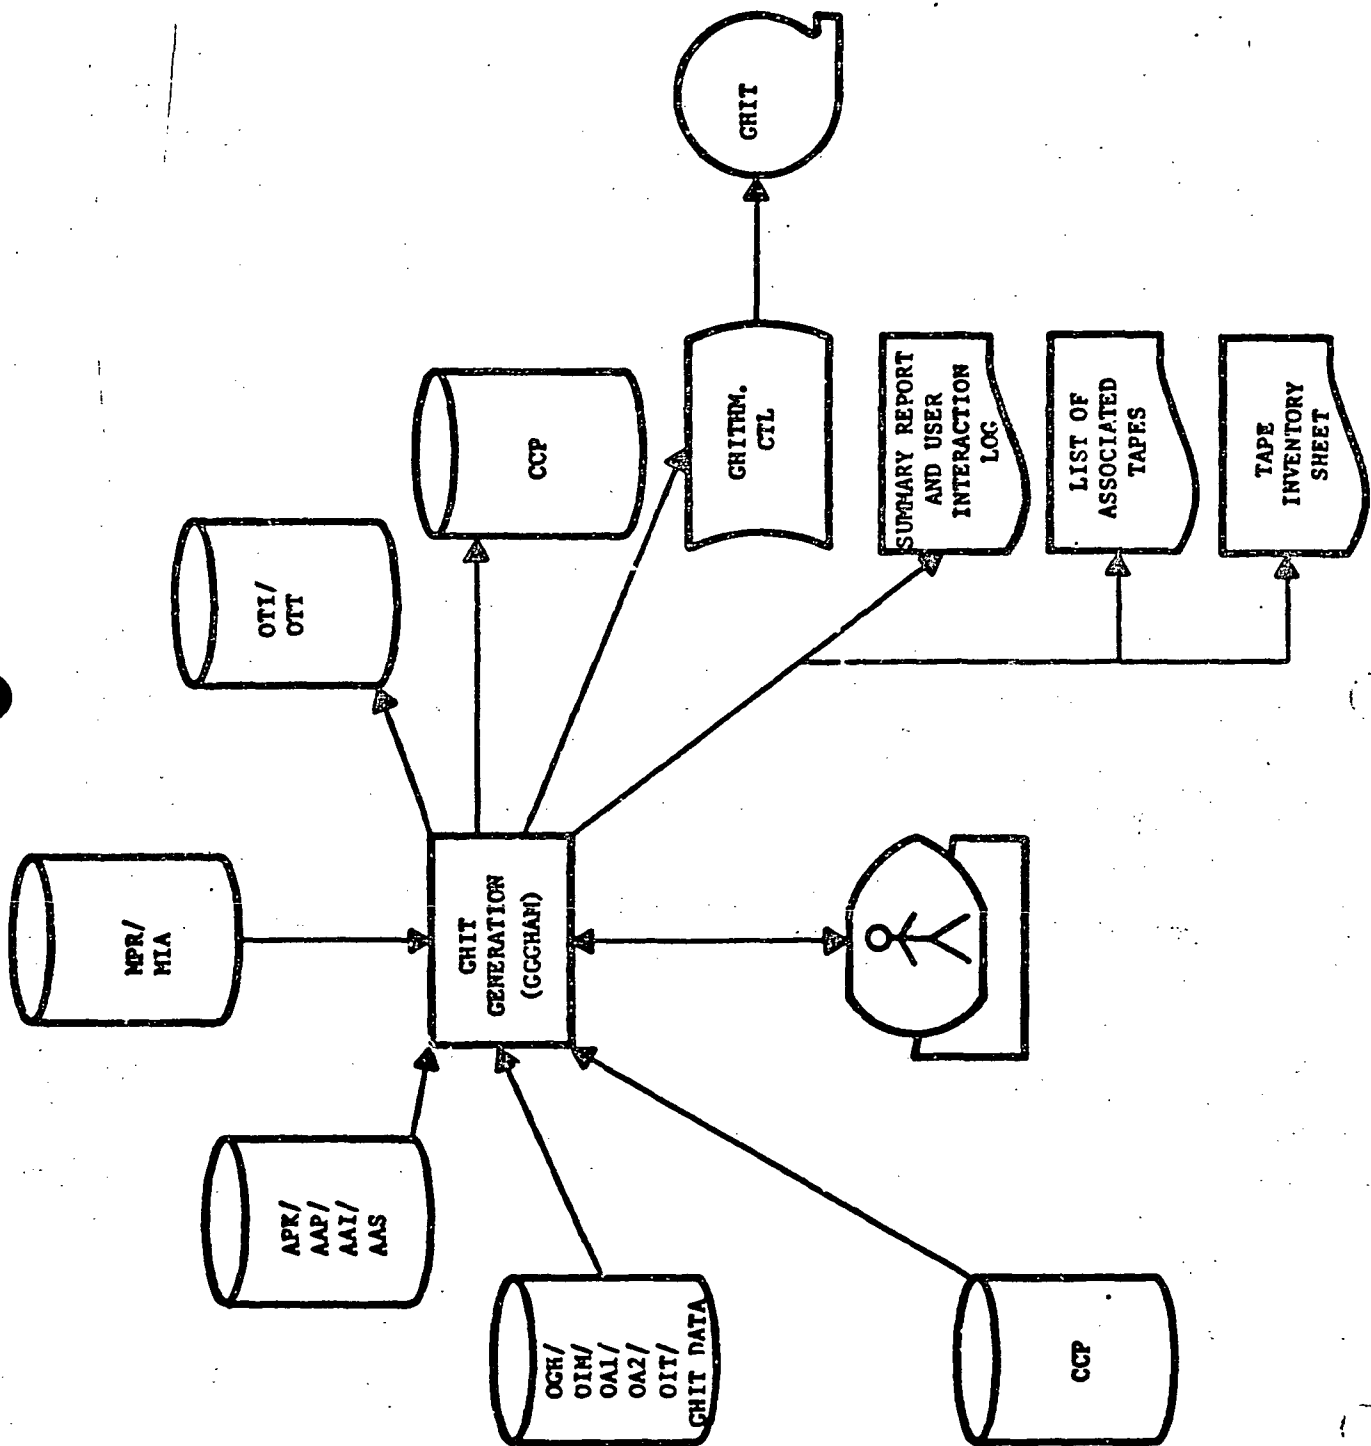 MPR/
MIA
APK/
AAP/
AAI/
AAS
OGH/
OIM/
OA1/
OA2/
OIT/
GHIT DATA
CCP
GHIT
GENERATION
(GGGHAM)
OTI/
OTT
CCP
GHITHM.
CTL
GHIT
SUMMARY REPORT
AND USER
INTERACTION
LOG
LIST OF
ASSOCIATED
TAPES
TAPE
INVENTORY
SHEET